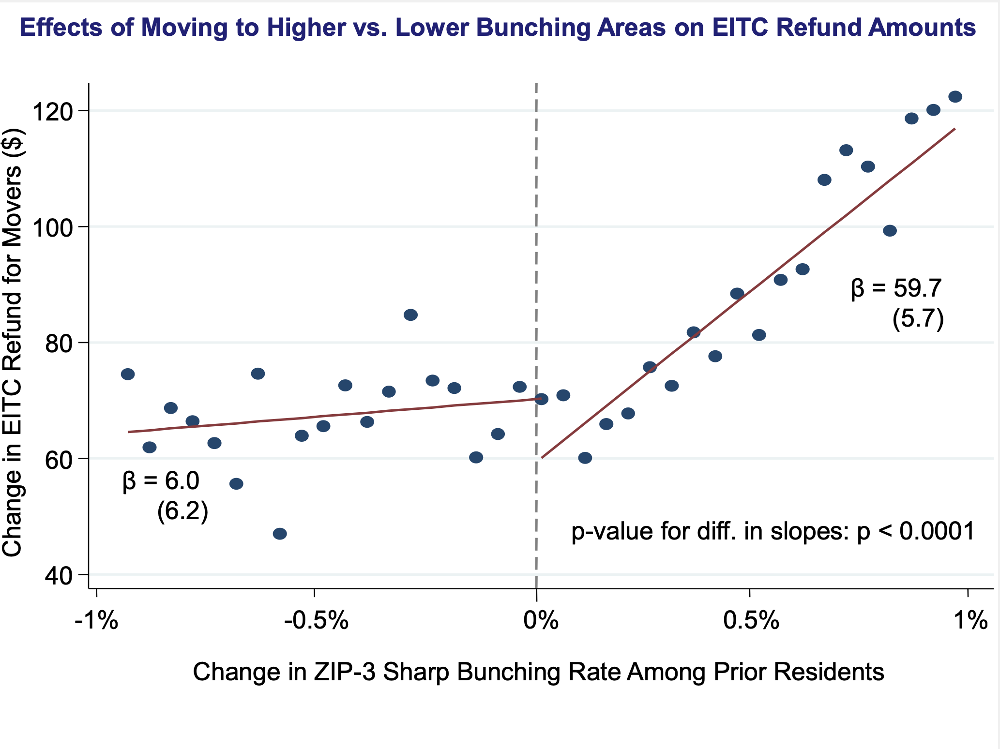 Effects of Moving to Higher vs. Lower Bunching Areas on EITC Refund Amounts
Change in EITC Refund for Movers ($)
120
100
80
60
40
β = 59.7
(5.7)
β = 6.0
(6.2)
p-value for diff. in slopes: p < 0.0001
-1%
-0.5%
0%
0.5%
1%
Change in ZIP-3 Sharp Bunching Rate Among Prior Residents